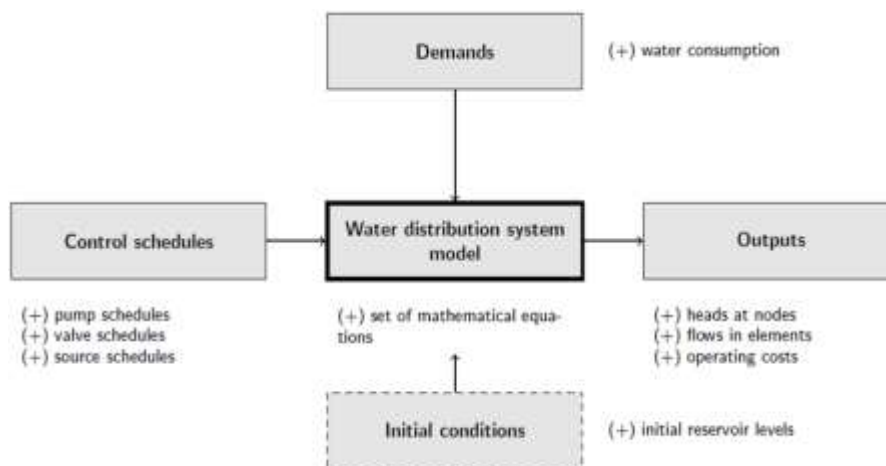 Demands
(+) water consumption
Control schedules
Water distribution system
model
Outputs
(+) pump schedules
(+) valve schedules
(+) source schedules
(+) set of mathematical equa-
tions
(+) heads at nodes
(+) flows in elements
(+) operating costs
Initial conditions
(+) initial reservoir levels